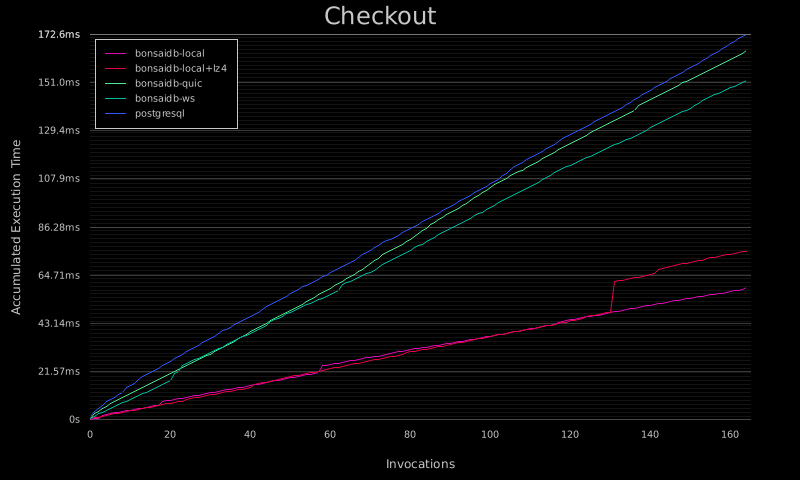 Checkout
172.6ms
151.0ms
129.4ms
107.9ms
86.28ms
64.71ms
43.14ms
21.57ms
0s
bonsaidb-local
bonsaidb-local+lz4
bonsaidb-quic
bonsaidb-ws
postgresql
Accumulated Execution Time
0 20 40 60 80 100 120 140 160
Invocations